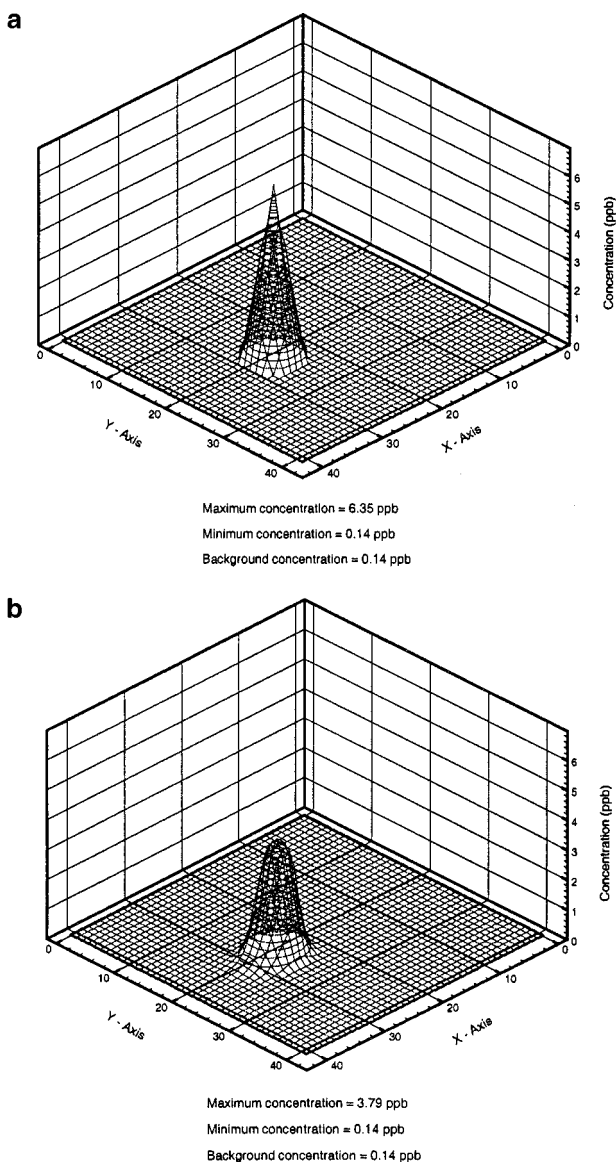 a
6
5
4
3
2
1
0
Concentration (ppb)
0
10
20
30
40
Y - Axis
0
10
20
30
40
X - Axis
Maximum concentration = 6.35 ppb
Minimum concentration = 0.14 ppb
Background concentration = 0.14 ppb
b
6
5
4
3
2
1
0
Concentration (ppb)
0
10
20
30
40
Y - Axis
0
10
20
30
40
X - Axis
Maximum concentration = 3.79 ppb
Minimum concentration = 0.14 ppb
Background concentration = 0.14 ppb